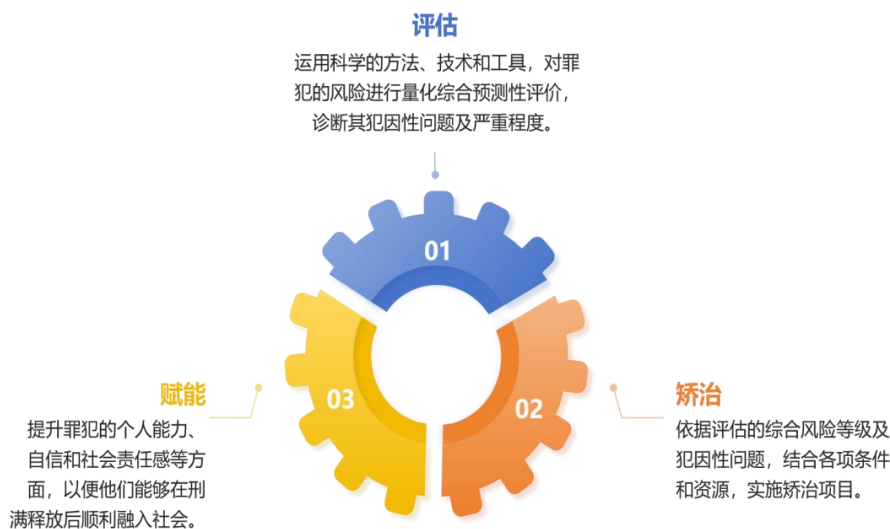 评估
运用科学的方法、技术和工具，对罪
犯的风险进行量化综合预测性评价，
诊断其犯因性问题及严重程度。
01
02
03
矫治
依据评估的综合风险等级及
犯因性问题，结合各项条件
和资源，实施矫治项目。
赋能
提升罪犯的个人能力、
自信和社会责任感等方
面，以便他们能够在刑
满释放后顺利融入社会。